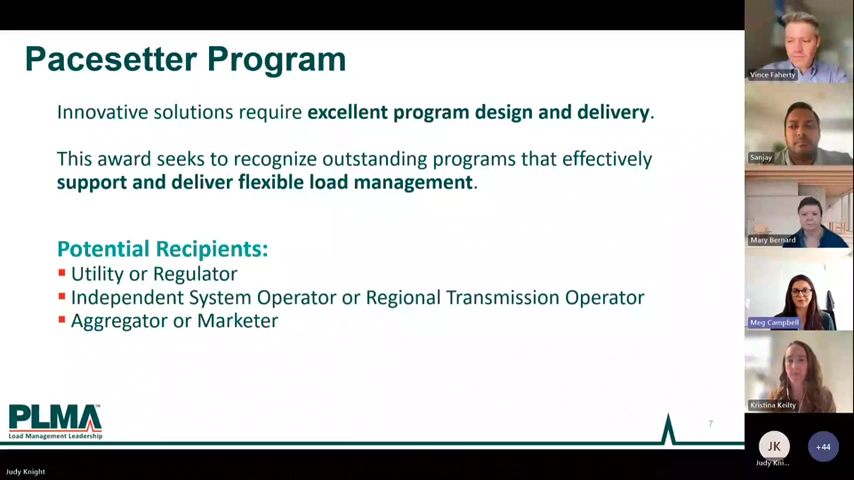 Pacesetter Program
Innovative solutions require excellent program design and delivery.
This award seeks to recognize outstanding programs that effectively
support and deliver flexible load management.
Potential Recipients:
Utility or Regulator
Independent System Operator or Regional Transmission Operator
Aggregator or Marketer
PLMA
Load Management Leadership
7
Judy Knight
Vince Faherty
Sanjay
Mary Bernard
Meg Campbell
Kristina Keilty
JK
+44
Judy Kni...